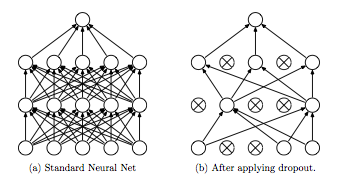 (a) Standard Neural Net
(b) After applying dropout.